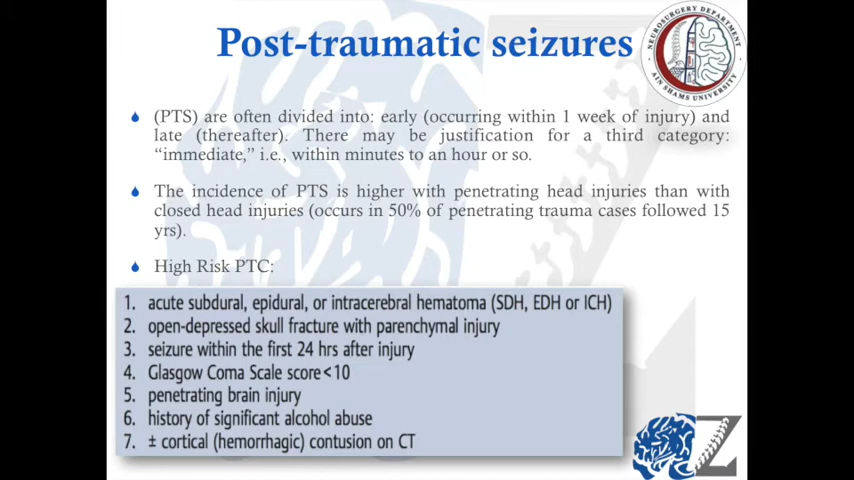 Post-traumatic seizures
NEUROSURGERY DEPARTMENT
AIN SHAMS UNIVERSITY
(PTS) are often divided into: early (occurring within 1 week of injury) and
late (thereafter). There may be justification for a third category:
“immediate,” i.e., within minutes to an hour or so.
The incidence of PTS is higher with penetrating head injuries than with
closed head injuries (occurs in 50% of penetrating trauma cases followed 15
yrs).
High Risk PTC:
1. acute subdural, epidural, or intracerebral hematoma (SDH, EDH or ICH)
2. open-depressed skull fracture with parenchymal injury
3. seizure within the first 24 hrs after injury
4. Glasgow Coma Scale score<10
5. penetrating brain injury
6. history of significant alcohol abuse
7. ± cortical (hemorrhagic) contusion on CT
Z